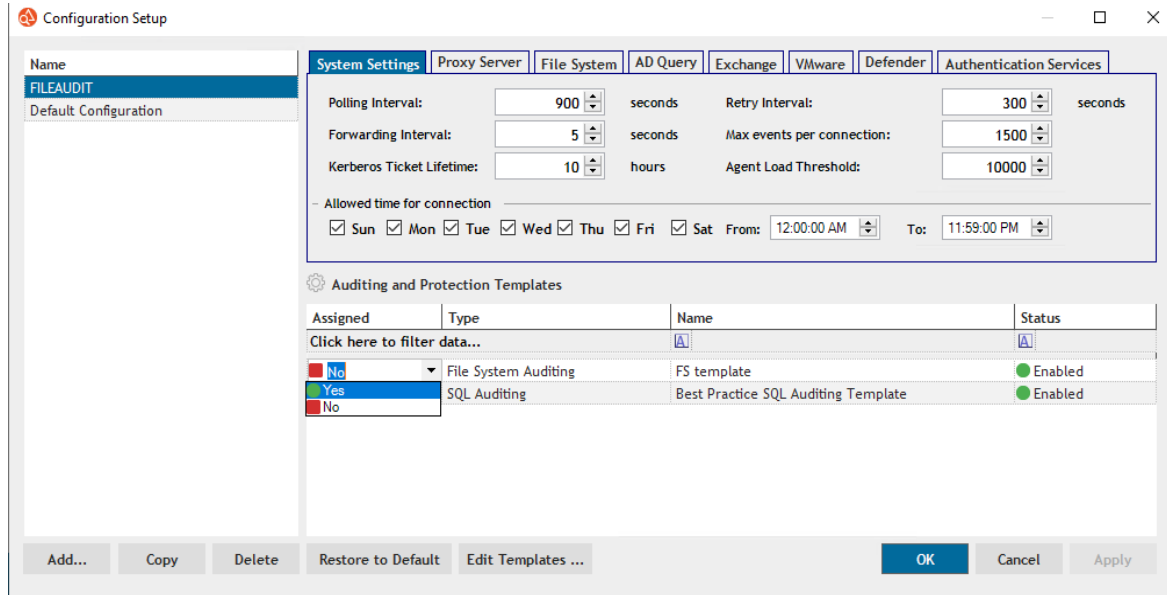 Configuration Setup
Name
FILEAUDIT
Default Configuration
System Settings Proxy Server File System AD Query Exchange VMware Defender Authentication Services
Polling Interval: 900 seconds Retry Interval: 300 seconds
Forwarding Interval: 5 seconds Max events per connection: 1500
Kerberos Ticket Lifetime: 10 hours Agent Load Threshold: 10000
Allowed time for connection
Sun Mon Tue Wed Thu Fri Sat From: 12:00:00 AM To: 11:59:00 PM
Auditing and Protection Templates
Assigned Type Name Status
Click here to filter data... A A
No File System Auditing FS template Enabled
Yes SQL Auditing Best Practice SQL Auditing Template Enabled
No
Add... Copy Delete Restore to Default Edit Templates ... OK Cancel Apply